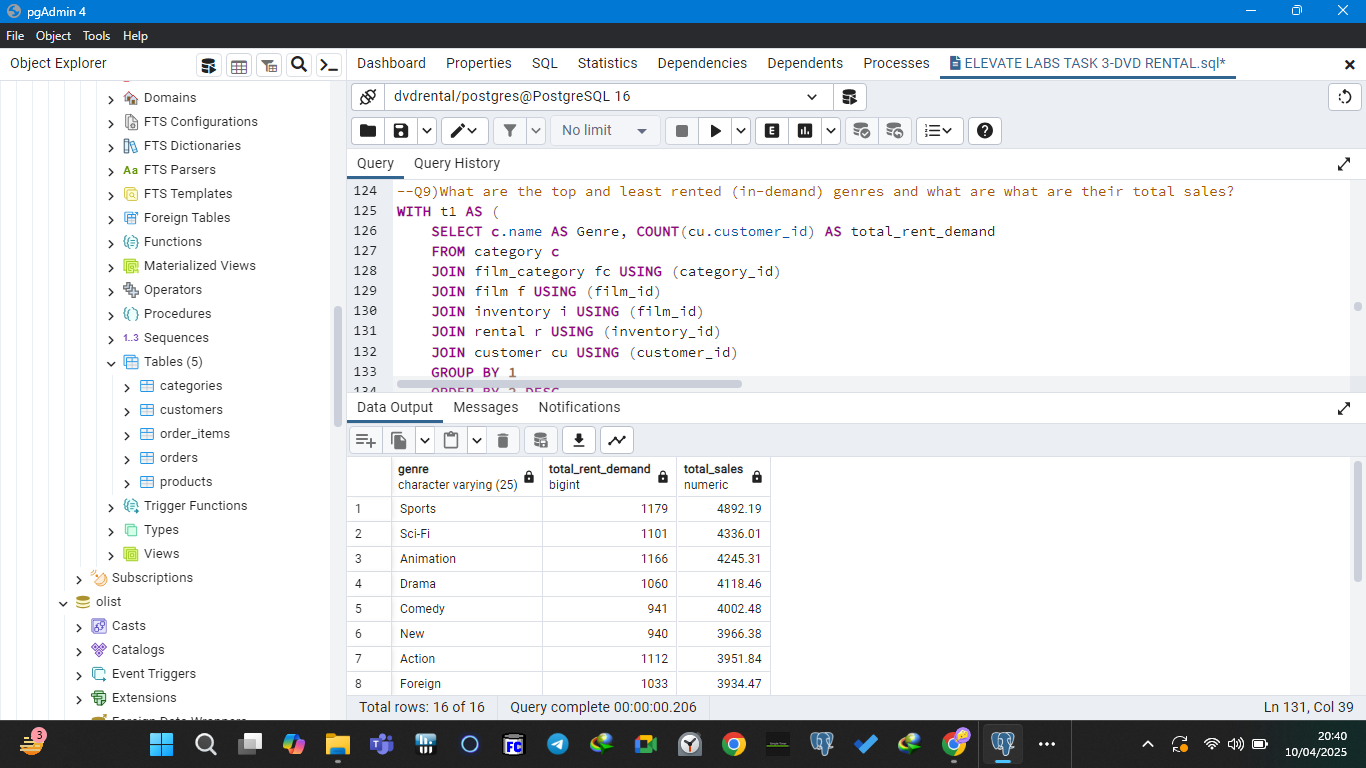 pgAdmin 4
File Object Tools Help
Object Explorer
Dashboard Properties SQL Statistics Dependencies Dependents Processes ELEVATE LABS TASK 3-DVD RENTAL.sql*
dvdrental/postgres@PostgreSQL 16
No limit
E
Query Query History
Domains
FTS Configurations
FTS Dictionaries
Aa FTS Parsers
FTS Templates
Foreign Tables
Functions
Materialized Views
Operators
Procedures
1..3 Sequences
Tables (5)
categories
customers
order_items
orders
products
Trigger Functions
Types
Views
Subscriptions
olist
Casts
Catalogs
Event Triggers
Extensions
Foreign Data Wrappers
124 --Q9)What are the top and least rented (in-demand) genres and what are what are their total sales?
125 WITH t1 AS (
126 SELECT c.name AS Genre, COUNT(cu.customer_id) AS total_rent_demand
127 FROM category c
128 JOIN film_category fc USING (category_id)
129 JOIN film f USING (film_id)
130 JOIN inventory i USING (film_id)
131 JOIN rental r USING (inventory_id)
132 JOIN customer cu USING (customer_id)
133 GROUP BY 1
134 ORDER BY 2 DESC
Data Output Messages Notifications
genre total_rent_demand total_sales
character varying (25) bigint numeric
1 Sports 1179 4892.19
2 Sci-Fi 1101 4336.01
3 Animation 1166 4245.31
4 Drama 1060 4118.46
5 Comedy 941 4002.48
6 New 940 3966.38
7 Action 1112 3951.84
8 Foreign 1033 3934.47
Total rows: 16 of 16 Query complete 00:00:00.206 Ln 131, Col 39
3
FC
20:40
10/04/2025